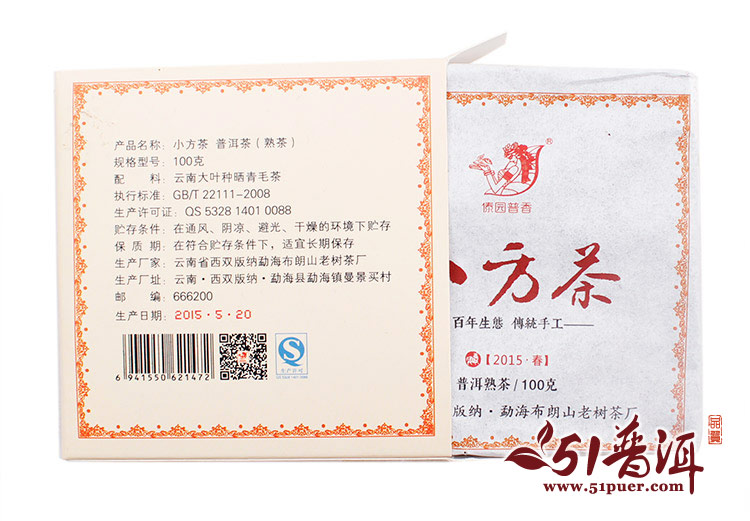 产品名称：小方茶 普洱茶（熟茶）
规格型号：100克
配 料：云南大叶种晒青毛茶
执行标准：GB/T 22111-2008
生产许可证：QS 5328 1401 0088
贮存条件：在通风、阴凉、避光、干燥的环境下贮存
保 质 期：在符合贮存条件下，适宜长期保存
生产厂家：云南省西双版纳勐海布朗山老树茶厂
生产厂址：云南·西双版纳·勐海县勐海镇曼景买村
邮 编：666200
生产日期：2015·5·20
6 941550 621472
QS
生产许可
QS5328 1401 0088
®
傣园普香
小方茶
百年生態 傳統手工——
【2015·春】
普洱熟茶/100克
版纳·勐海布朗山老树茶厂
51普洱
www.51puer.com